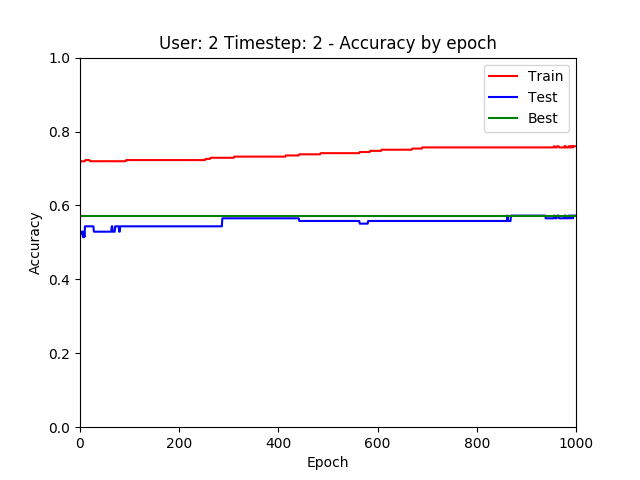 User: 2 Timestep: 2 - Accuracy by epoch
1.0
0.8
0.6
0.4
0.2
0.0
Accuracy
Train
Test
Best
0 200 400 600 800 1000
Epoch